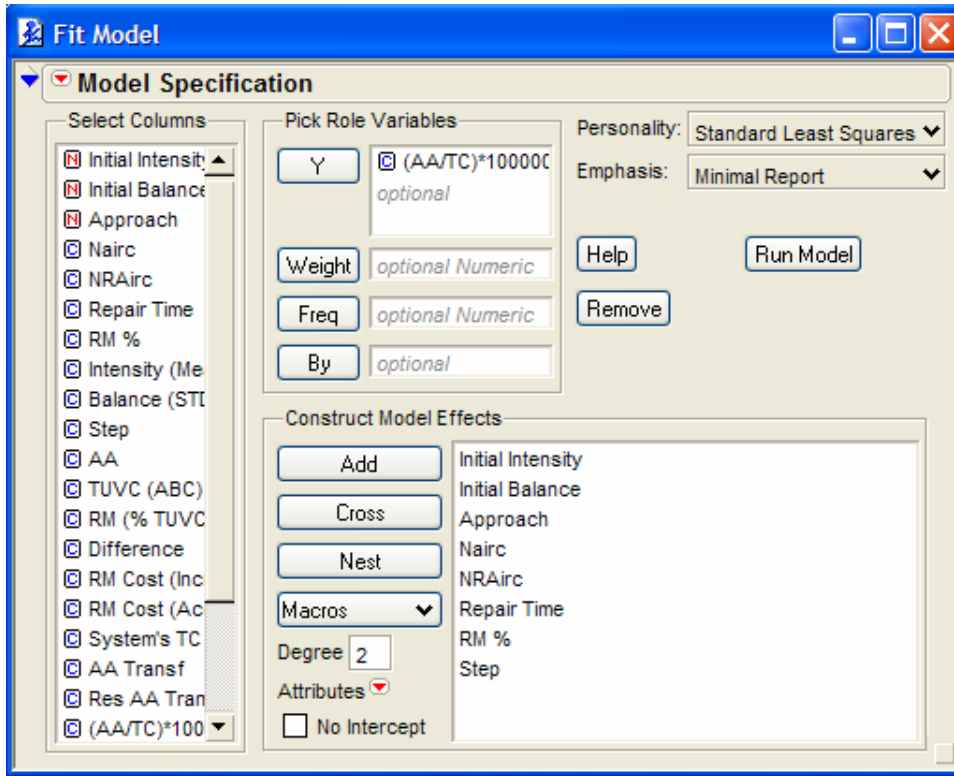 Fit Model
Model Specification
Select Columns
N Initial Intensity
N Initial Balance
N Approach
C Nairc
C NRAirc
C Repair Time
C RM %
C Intensity (Me
C Balance (STD
C Step
C AA
C TUVC (ABC)
C RM (% TUVC
C Difference
C RM Cost (Inc
C RM Cost (Ac
C System's TC
C AA Transf
C Res AA Tran
C (AA/TC)*100
Pick Role Variables
Y
C (AA/TC)*100000
optional
Weight optional Numeric
Freq optional Numeric
By optional
Personality: Standard Least Squares
Emphasis: Minimal Report
Help Run Model
Remove
Construct Model Effects
Add
Cross
Nest
Macros
Degree 2
Attributes
No Intercept
Initial Intensity
Initial Balance
Approach
Nairc
NRAirc
Repair Time
RM %
Step